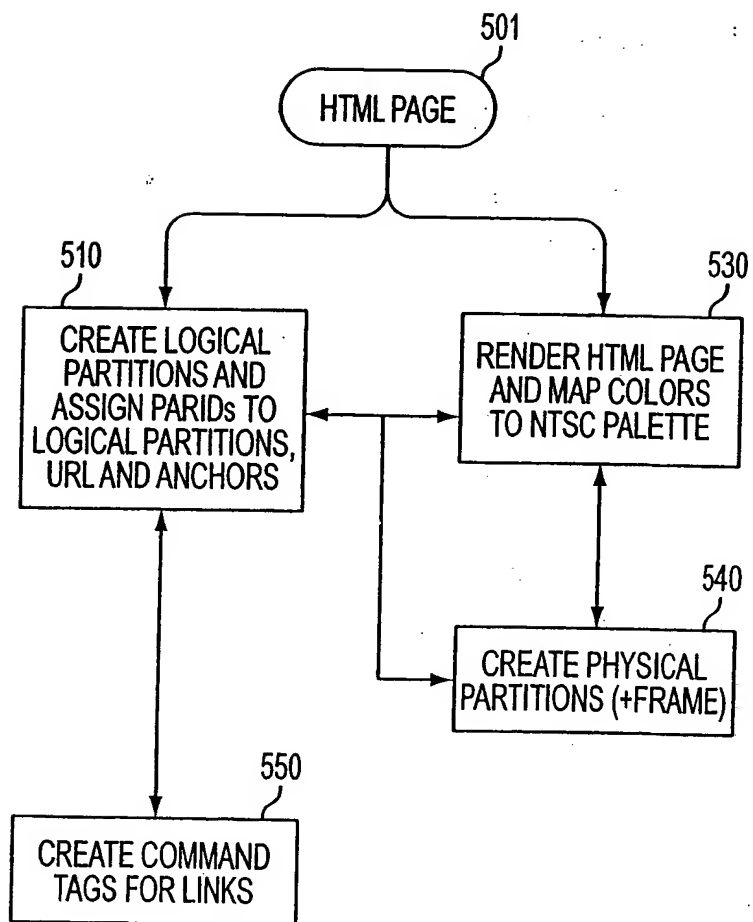 501
HTML PAGE
510
CREATE LOGICAL
PARTITIONS AND
ASSIGN PARIDs TO
LOGICAL PARTITIONS,
URL AND ANCHORS
530
RENDER HTML PAGE
AND MAP COLORS
TO NTSC PALETTE
540
CREATE PHYSICAL
PARTITIONS (+FRAME)
550
CREATE COMMAND
TAGS FOR LINKS